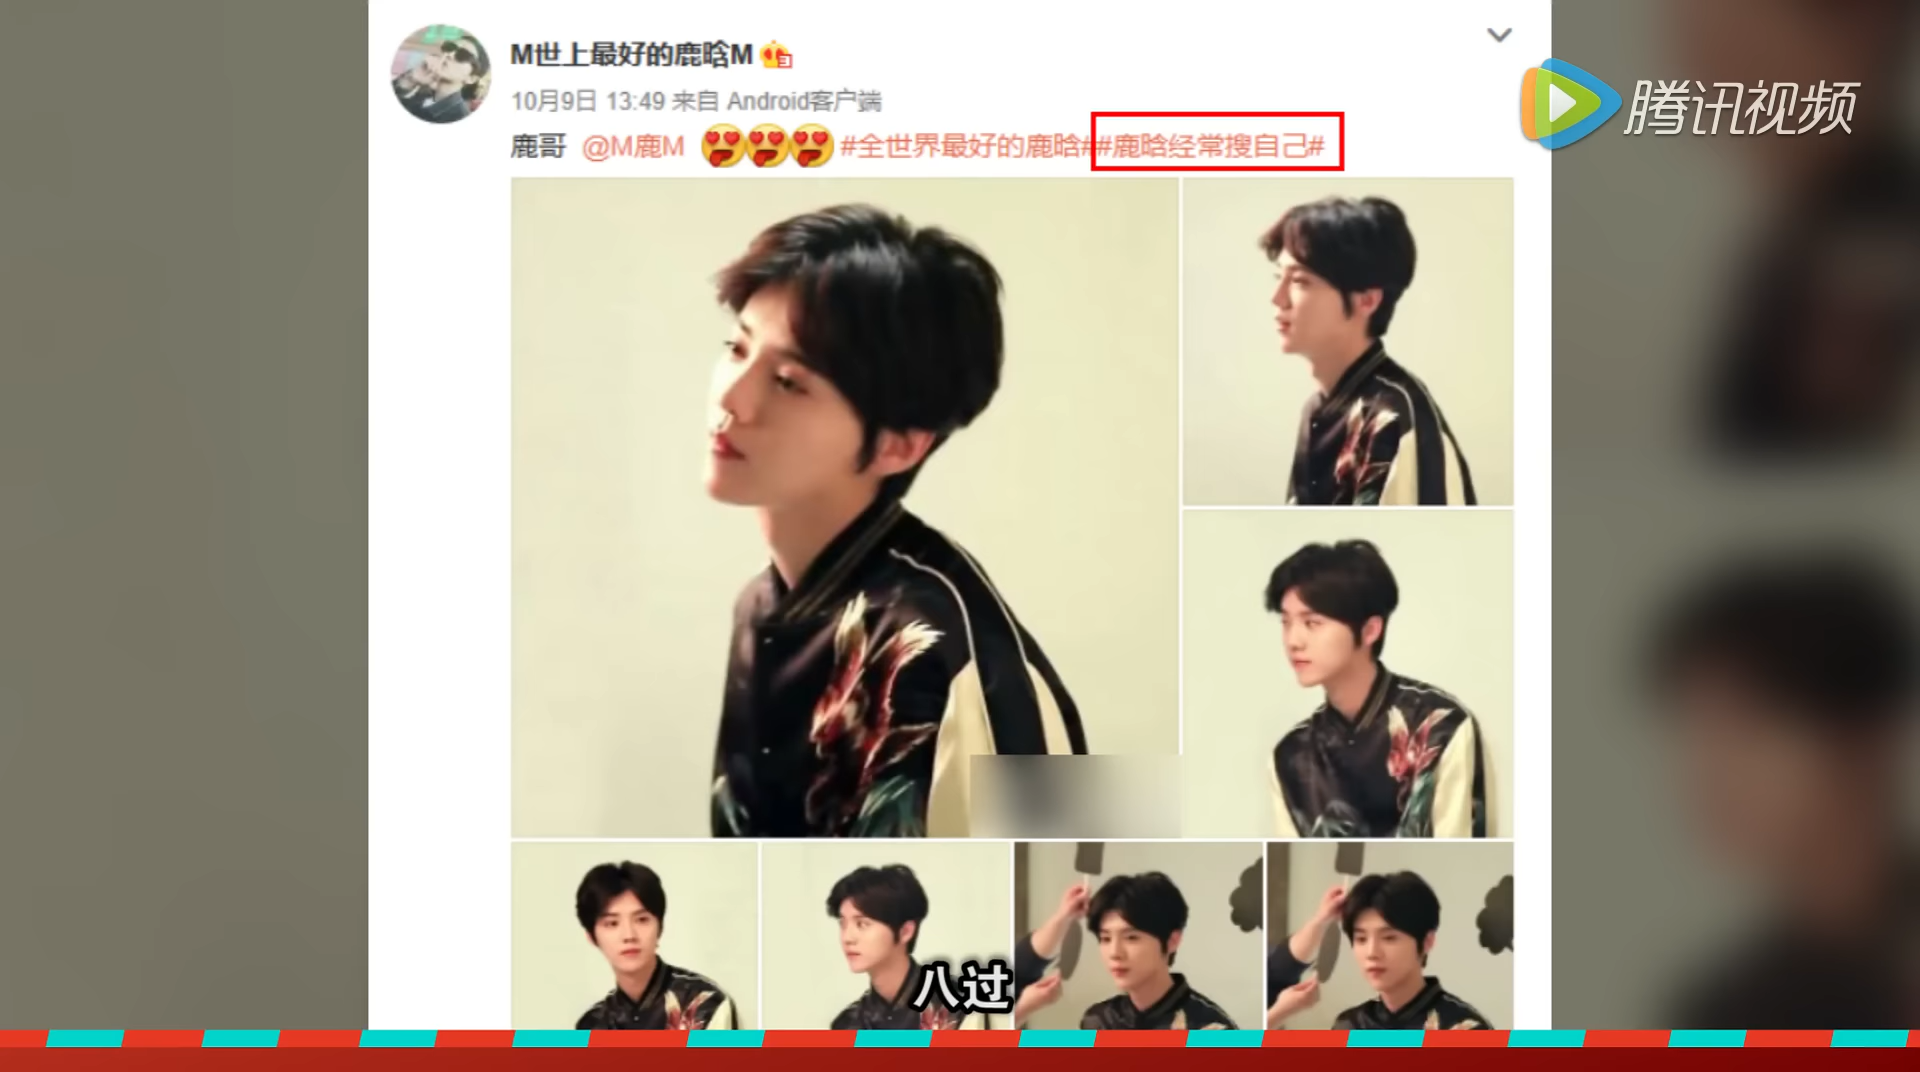 M世上最好的鹿晗M
10月9日 13:49 来自 Android客户端
鹿哥 @M鹿M #全世界最好的鹿晗##鹿晗经常搜自己#
腾讯视频
八过